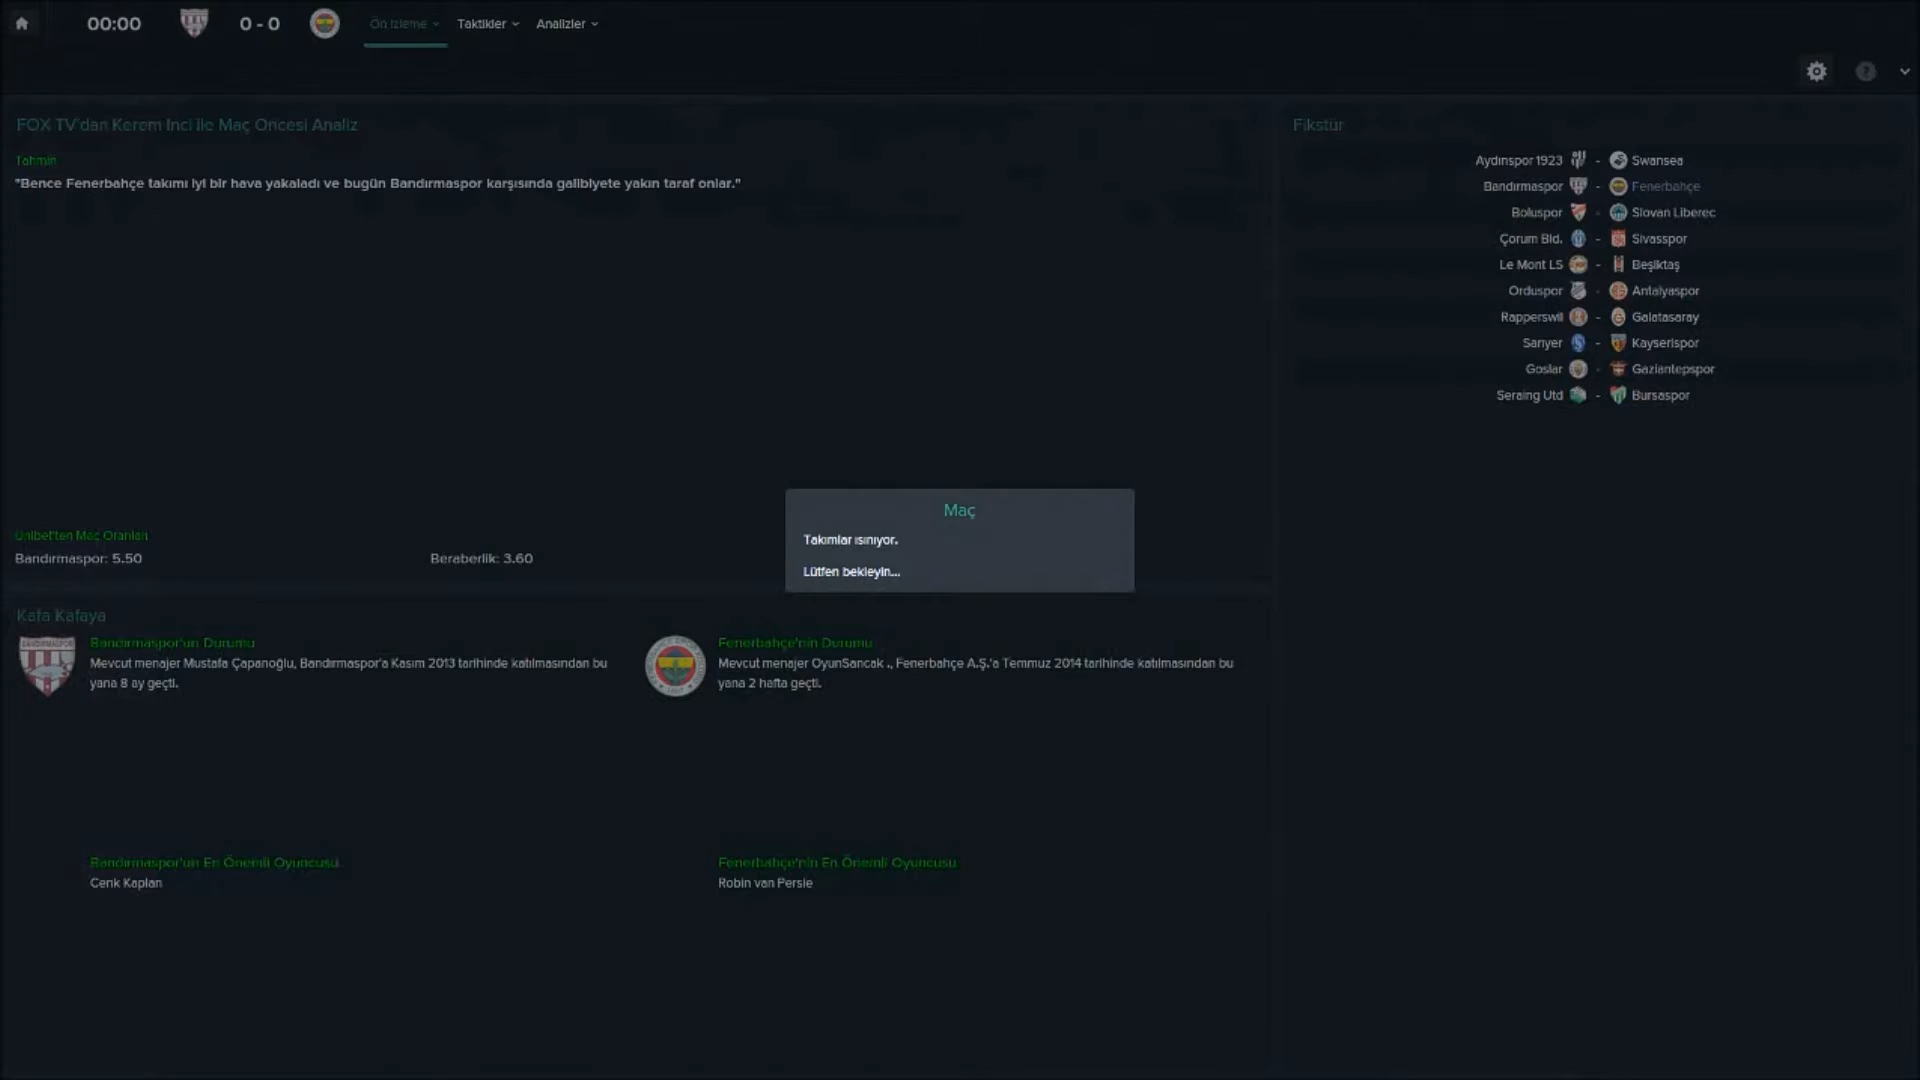 00:00 0 - 0 Ön İzleme Taktikler Analizler
FOX TV'dan Kerem İnci ile Maç Öncesi Analiz
Tahmin
"Bence Fenerbahçe takımı iyi bir hava yakaladı ve bugün Bandırmaspor karşısında galibiyete yakın taraf onlar."
Unibet'ten Maç Oranları
Bandırmaspor: 5.50 Beraberlik: 3.60
Maç
Takımlar ısınıyor.
Lütfen bekleyin...
Kafa Kafaya
Bandırmaspor'un Durumu
Mevcut menajer Mustafa Çapanoğlu, Bandırmaspor'a Kasım 2013 tarihinde katılmasından bu
yana 8 ay geçti.
Fenerbahçe'nin Durumu
Mevcut menajer OyunSancak ., Fenerbahçe A.Ş.'a Temmuz 2014 tarihinde katılmasından bu
yana 2 hafta geçti.
Bandırmaspor'un En Önemli Oyuncusu
Cenk Kaplan
Fenerbahçe'nin En Önemli Oyuncusu
Robin van Persie
Fikstür
Aydınspor 1923 - Swansea
Bandırmaspor - Fenerbahçe
Boluspor - Slovan Liberec
Çorum Bld. - Sivasspor
Le Mont LS - Beşiktaş
Orduspor - Antalyaspor
Rapperswil - Galatasaray
Sarıyer - Kayserispor
Goslar - Gaziantepspor
Seraing Utd - Bursaspor